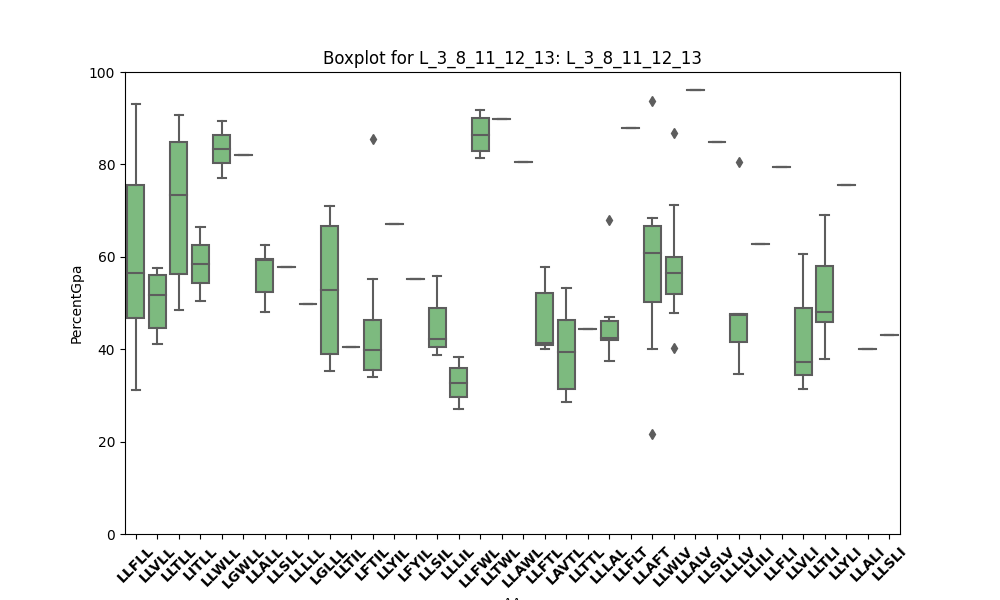 Boxplot for L_3_8_11_12_13: L_3_8_11_12_13
PercentGpa
100
80
60
40
20
0
LLFLL
LLVLL
LLTLL
LITLL
LLWLL
LGWLL
LLALL
LLSLL
LLLLL
LGLLL
LLTIL
LFTIL
LLYIL
LFYIL
LLSIL
LLLIL
LLFWL
LLTWL
LLAWL
LLFTL
LAVTL
LLTTL
LLLAL
LLFLT
LLAFT
LLWLV
LLALV
LLSLV
LLLLV
LLILI
LLFLI
LLVLI
LLTLI
LLYLI
LLALI
LLSLI